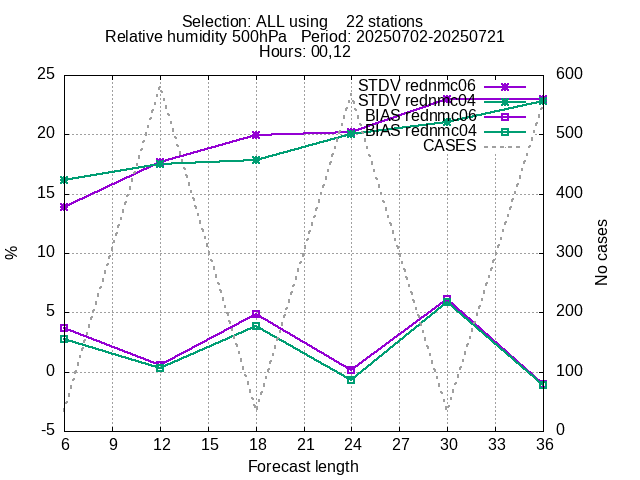 Selection: ALL using    22 stations
Relative humidity 500hPa   Period: 20250702-20250721
Hours: 00,12
25
20
15
10
5
0
-5
%
600
500
400
300
200
100
0
No cases
STDV rednmc06
STDV rednmc04
BIAS rednmc06
BIAS rednmc04
CASES
6 9 12 15 18 21 24 27 30 33 36
Forecast length